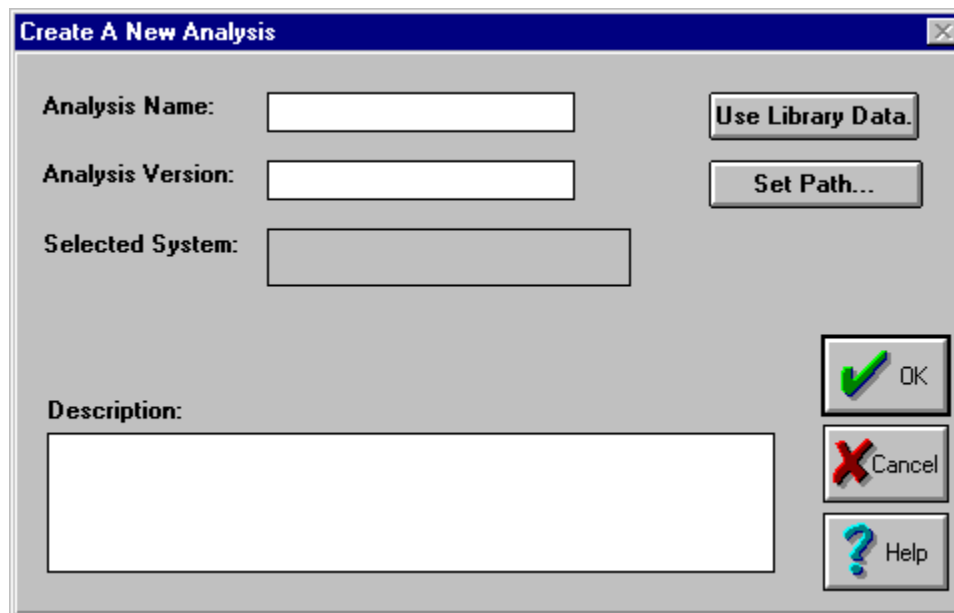 Create A New Analysis
Analysis Name:
Use Library Data.
Analysis Version:
Set Path...
Selected System:
OK
Description:
Cancel
Help